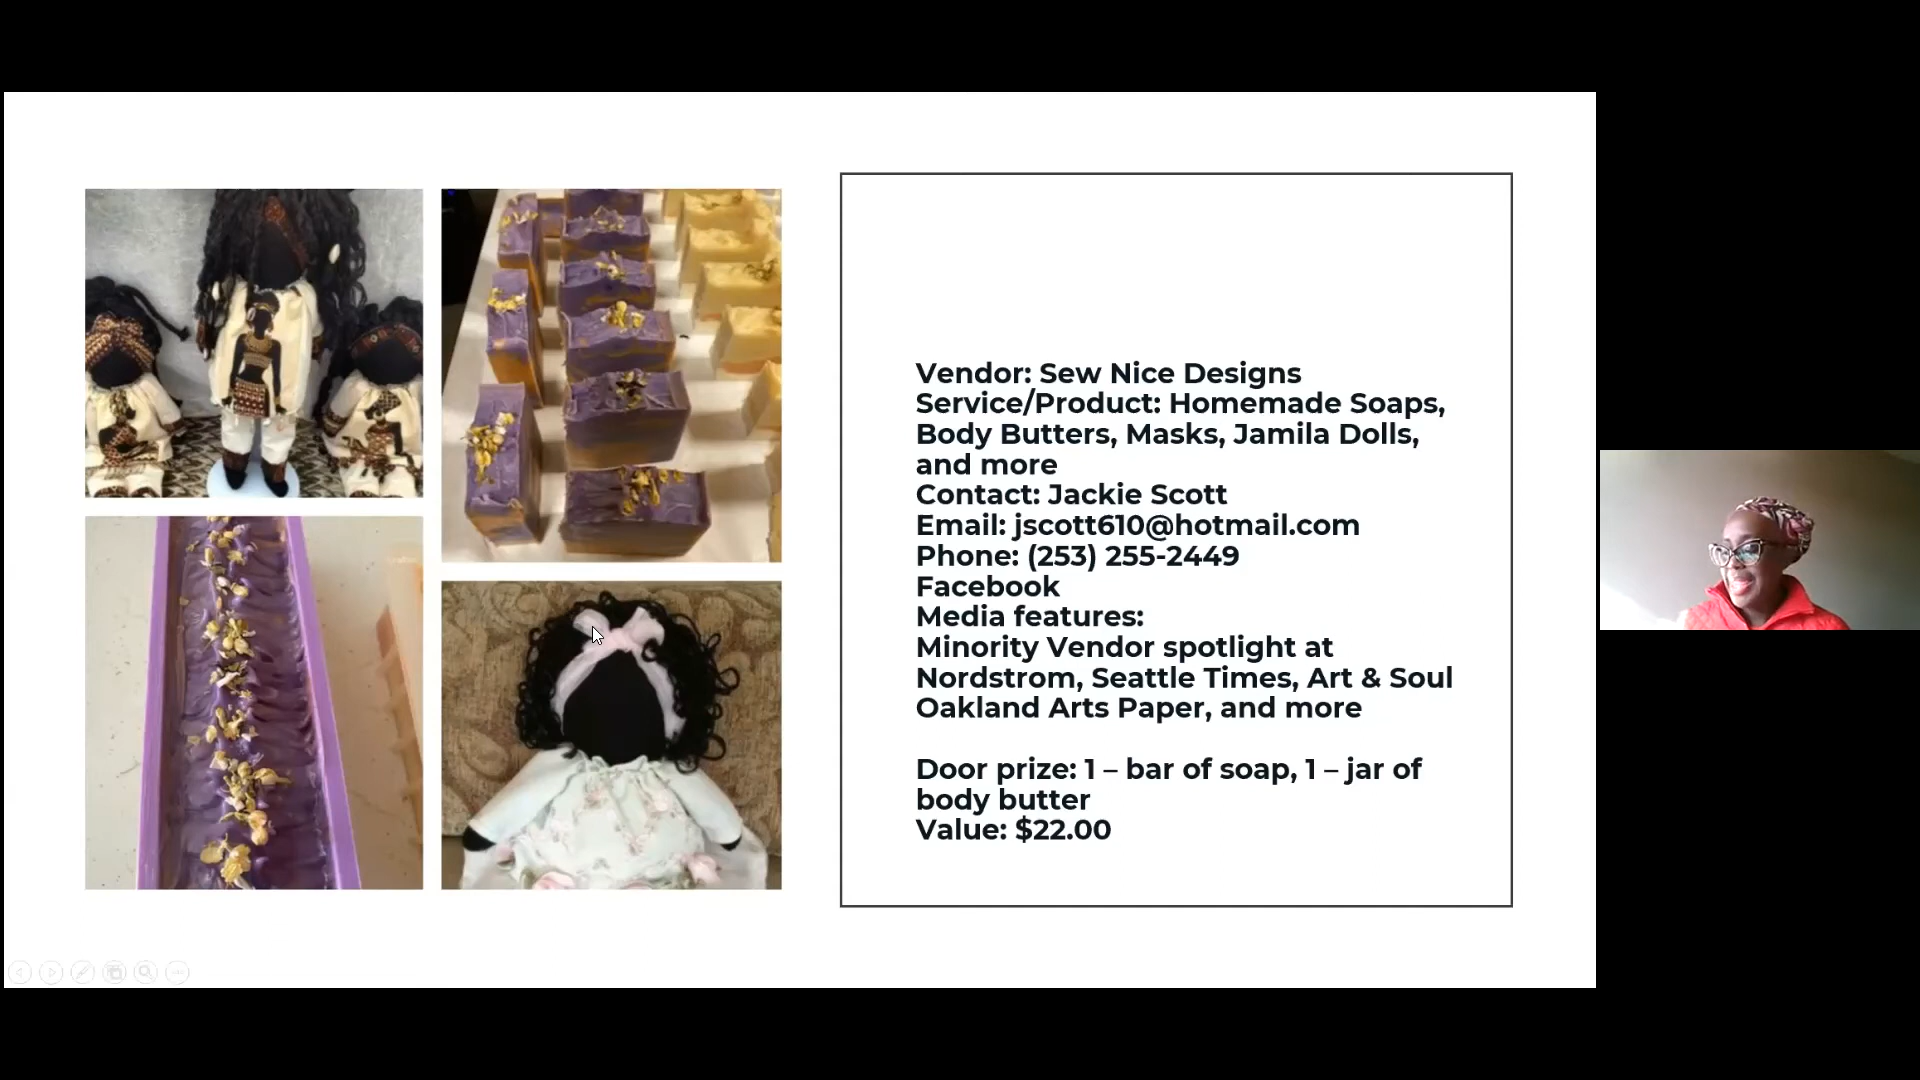 Vendor: Sew Nice Designs
Service/Product: Homemade Soaps,
Body Butters, Masks, Jamila Dolls,
and more
Contact: Jackie Scott
Email: jscott610@hotmail.com
Phone: (253) 255-2449
Facebook
Media features:
Minority Vendor spotlight at
Nordstrom, Seattle Times, Art & Soul
Oakland Arts Paper, and more
Door prize: 1 – bar of soap, 1 – jar of
body butter
Value: $22.00